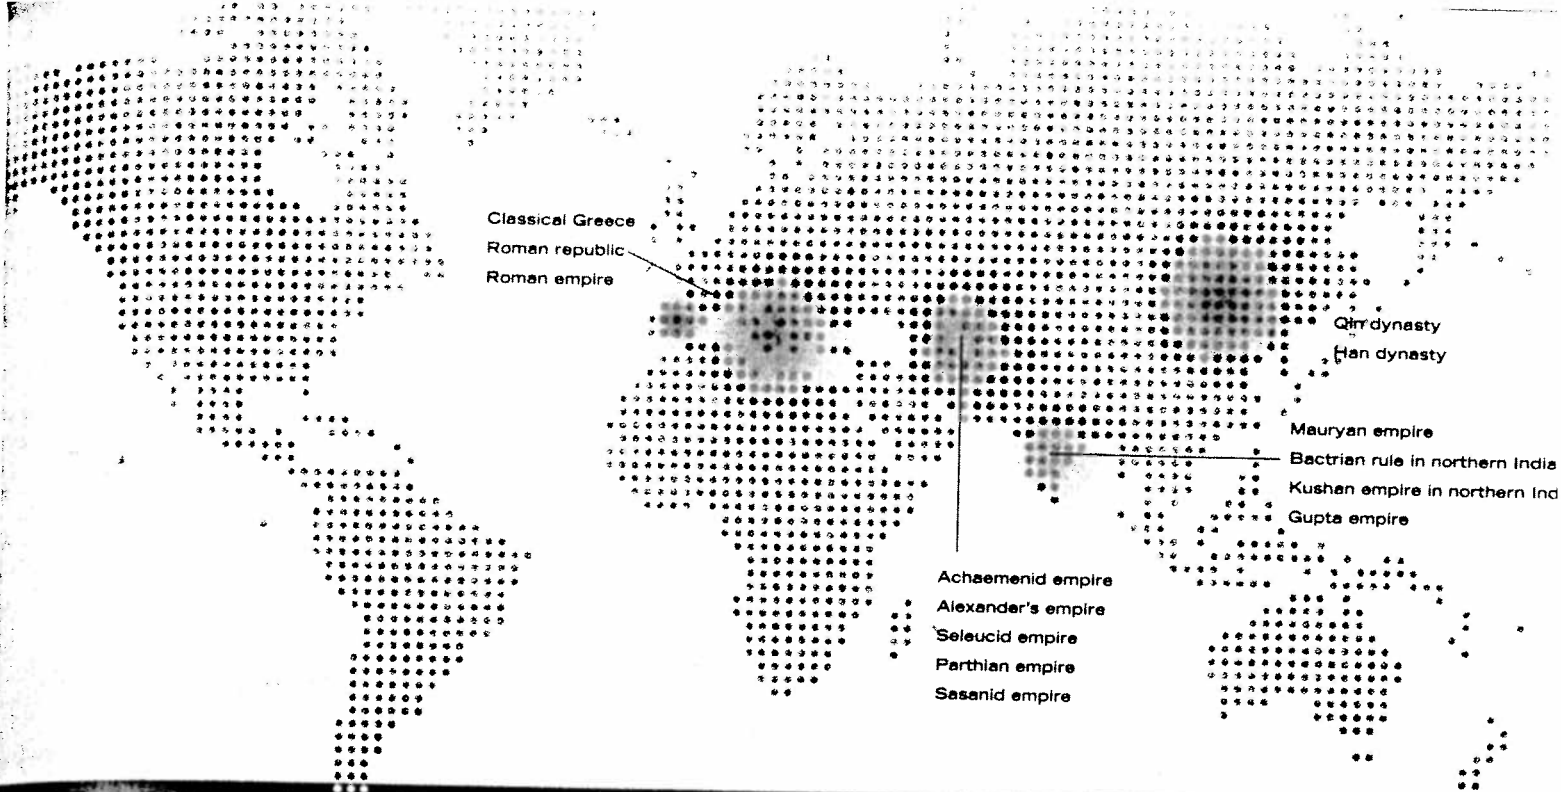 Classical Greece
Roman republic
Roman empire
Qin dynasty
Han dynasty
Mauryan empire
Bactrian rule in northern India
Kushan empire in northern Ind
Gupta empire
Achaemenid empire
Alexander's empire
Seleucid empire
Parthian empire
Sasanid empire